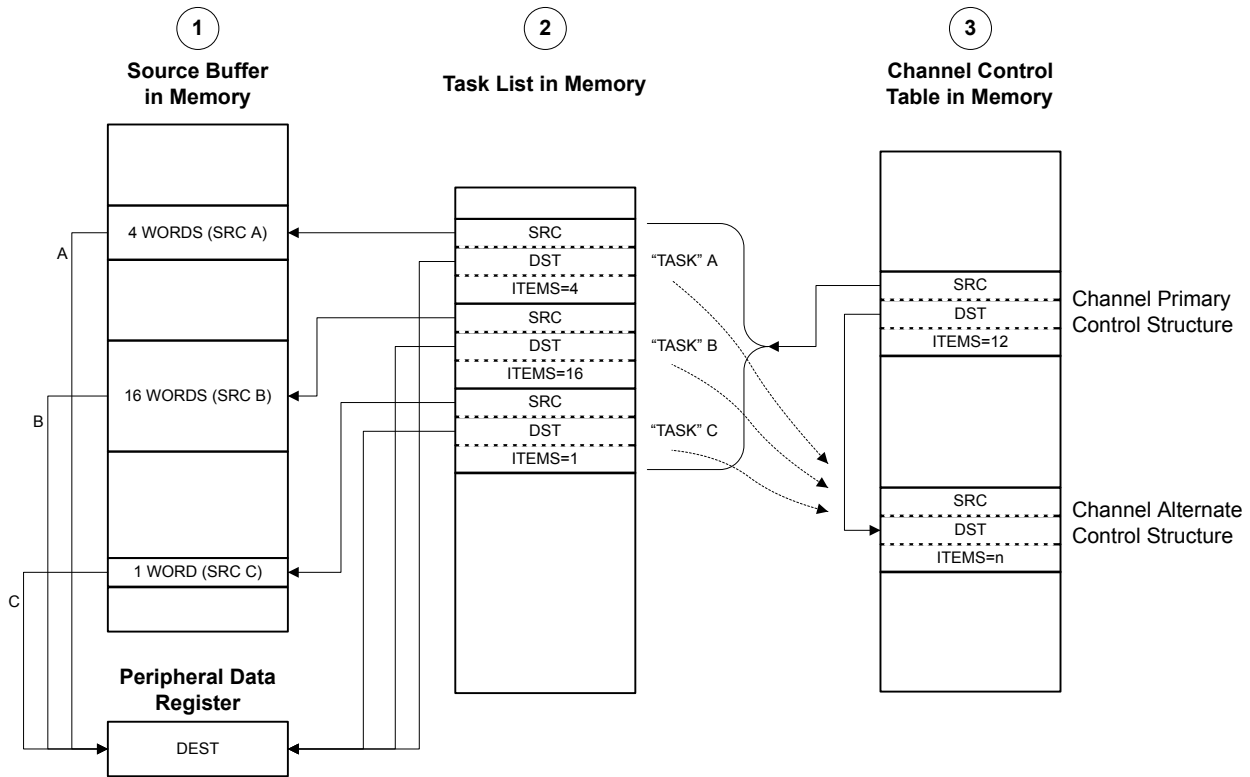 1
Source Buffer
in Memory
4 WORDS (SRC A)
16 WORDS (SRC B)
1 WORD (SRC C)
A
B
C
Peripheral Data
Register
DEST
2
Task List in Memory
SRC
DST
ITEMS=4
SRC
DST
ITEMS=16
SRC
DST
ITEMS=1
“TASK” A
“TASK” B
“TASK” C
3
Channel Control
Table in Memory
SRC
DST
ITEMS=12
Channel Primary
Control Structure
SRC
DST
ITEMS=n
Channel Alternate
Control Structure